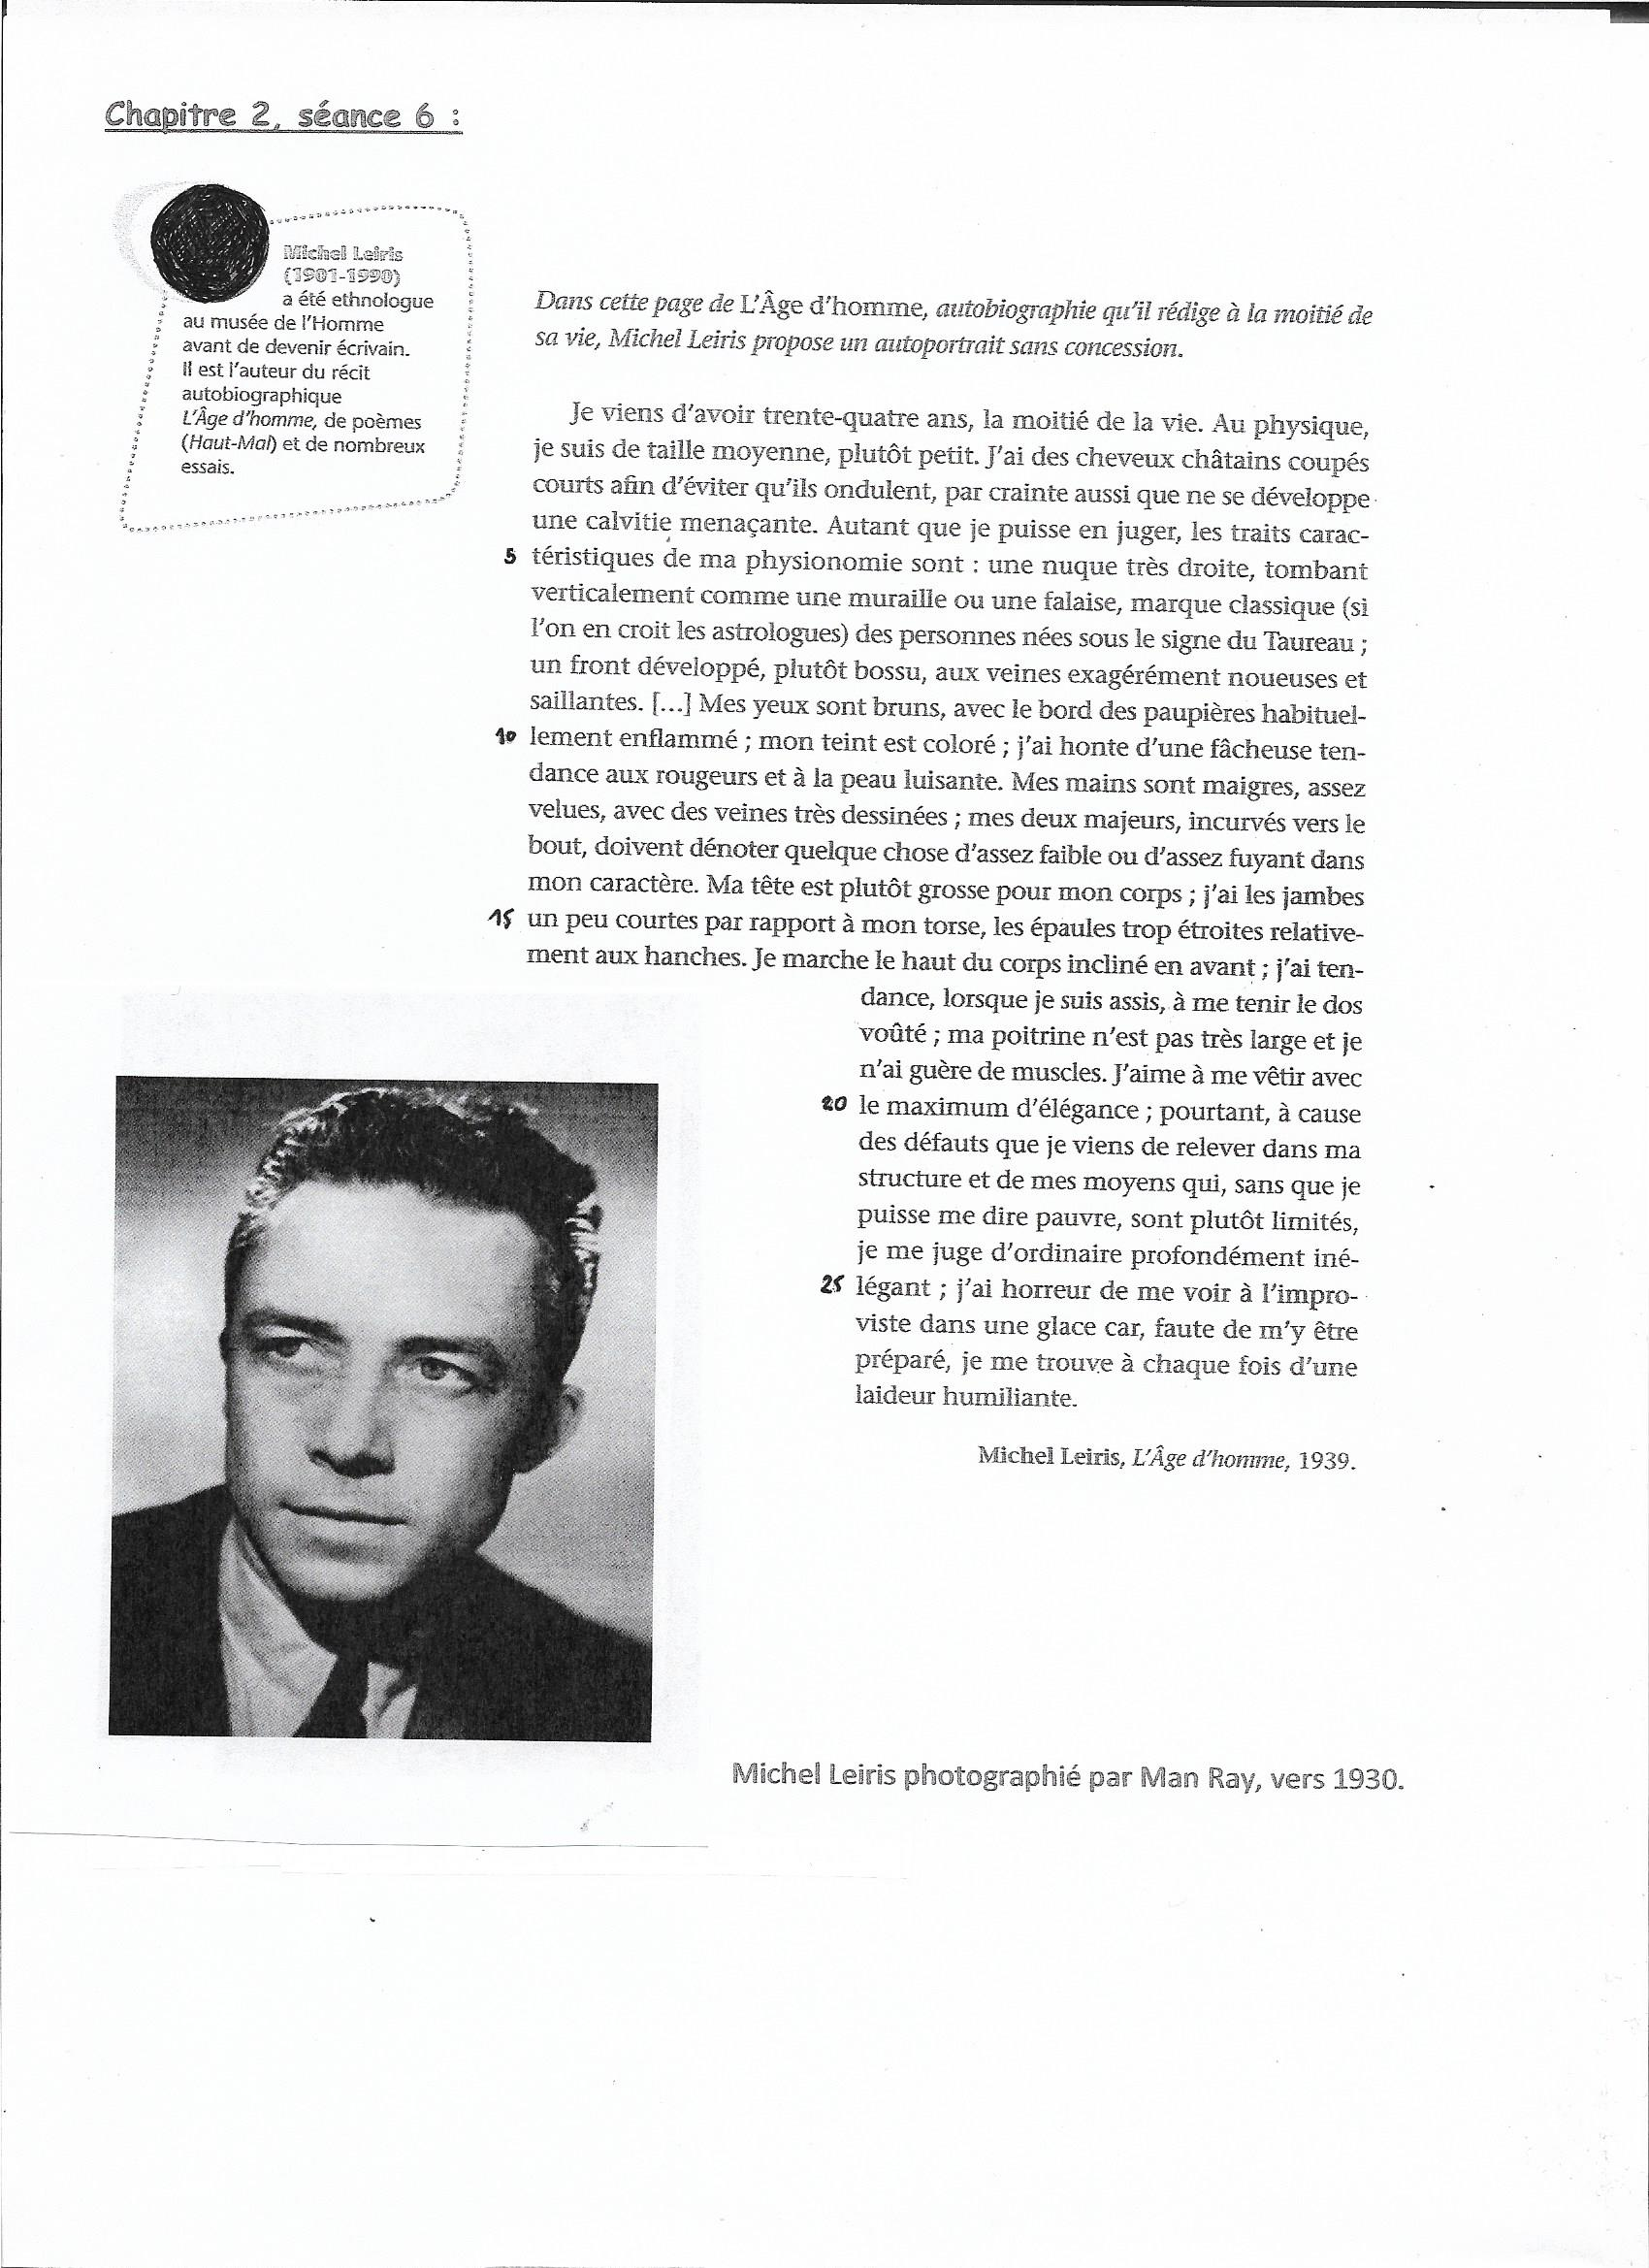 Chapitre 2, séance 6 :
Michel Leiris
(1901-1990)
a été ethnologue
au musée de l'Homme
avant de devenir écrivain.
Il est l'auteur du récit
autobiographique
L'Âge d'homme, de poèmes
(Haut-Mal) et de nombreux
essais.
Dans cette page de L'Âge d'homme, autobiographie qu'il rédige à la moitié de
sa vie, Michel Leiris propose un autoportrait sans concession.
Je viens d'avoir trente-quatre ans, la moitié de la vie. Au physique,
je suis de taille moyenne, plutôt petit. J'ai des cheveux châtains coupés
courts afin d'éviter qu'ils ondulent, par crainte aussi que ne se développe
une calvitie menaçante. Autant que je puisse en juger, les traits carac-
5 téristiques de ma physionomie sont : une nuque très droite, tombant
verticalement comme une muraille ou une falaise, marque classique (si
l'on en croit les astrologues) des personnes nées sous le signe du Taureau ;
un front développé, plutôt bossu, aux veines exagérément noueuses et
saillantes. [...] Mes yeux sont bruns, avec le bord des paupières habituel-
10 lement enflammé ; mon teint est coloré ; j'ai honte d'une fâcheuse ten-
dance aux rougeurs et à la peau luisante. Mes mains sont maigres, assez
velues, avec des veines très dessinées ; mes deux majeurs, incurvés vers le
bout, doivent dénoter quelque chose d'assez faible ou d'assez fuyant dans
mon caractère. Ma tête est plutôt grosse pour mon corps ; j'ai les jambes
15 un peu courtes par rapport à mon torse, les épaules trop étroites relative-
ment aux hanches. Je marche le haut du corps incliné en avant ; j'ai ten-
dance, lorsque je suis assis, à me tenir le dos
voûté ; ma poitrine n'est pas très large et je
n'ai guère de muscles. J'aime à me vêtir avec
20 le maximum d'élégance ; pourtant, à cause
des défauts que je viens de relever dans ma
structure et de mes moyens qui, sans que je
puisse me dire pauvre, sont plutôt limités,
je me juge d'ordinaire profondément iné-
25 légant ; j'ai horreur de me voir à l'impro-
viste dans une glace car, faute de m'y être
préparé, je me trouve à chaque fois d'une
laideur humiliante.
Michel Leiris, L'Âge d'homme, 1939.
Michel Leiris photographié par Man Ray, vers 1930.